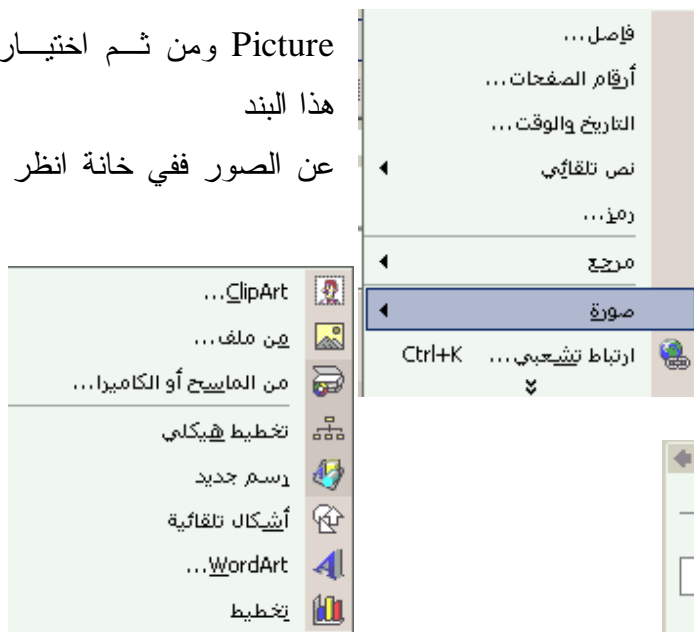 Picture ومن ثم اختيار
هذا البند
عن الصور ففي خانة انظر
فاصل...
أرقام الصفحات...
التاريخ والوقت...
نص تلقائي
رمز...
مرجع
صورة
ارتباط تشعبي... Ctrl+K
ClipArt...
من ملف...
من الماسح أو الكاميرا...
تخطيط هيكلي
رسم جديد
أشكال تلقائية
WordArt...
تخطيط